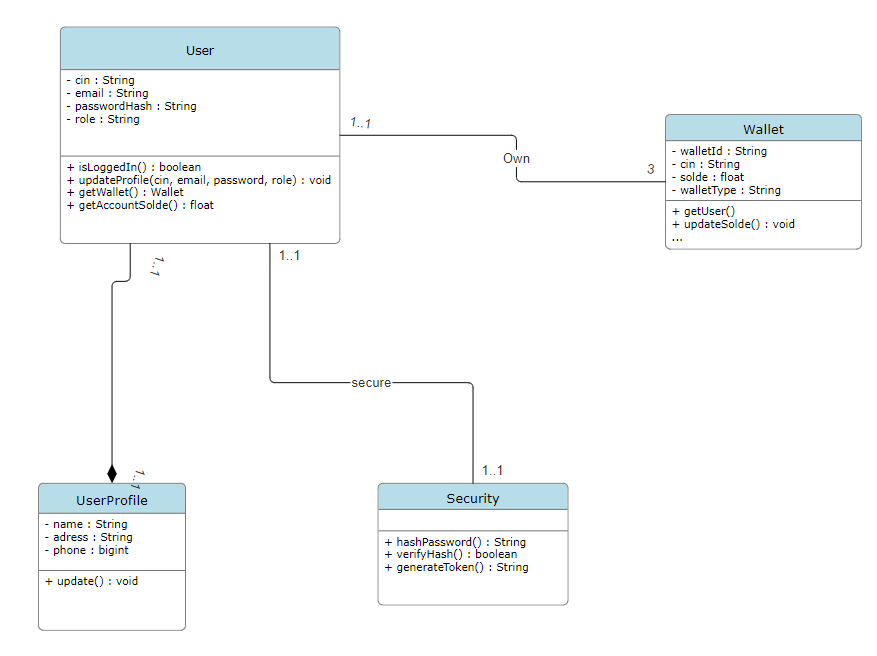 User
- cin : String
- email : String
- passwordHash : String
- role : String
+ isLoggedIn() : boolean
+ updateProfile(cin, email, password, role) : void
+ getWallet() : Wallet
+ getAccountSolde() : float
1..1
Own
3
Wallet
- walletId : String
- cin : String
- solde : float
- walletType : String
+ getUser()
+ updateSolde() : void
...
1..1
1..1
secure
1..1
1..1
UserProfile
- name : String
- adress : String
- phone : bigint
+ update() : void
Security
+ hashPassword() : String
+ verifyHash() : boolean
+ generateToken() : String